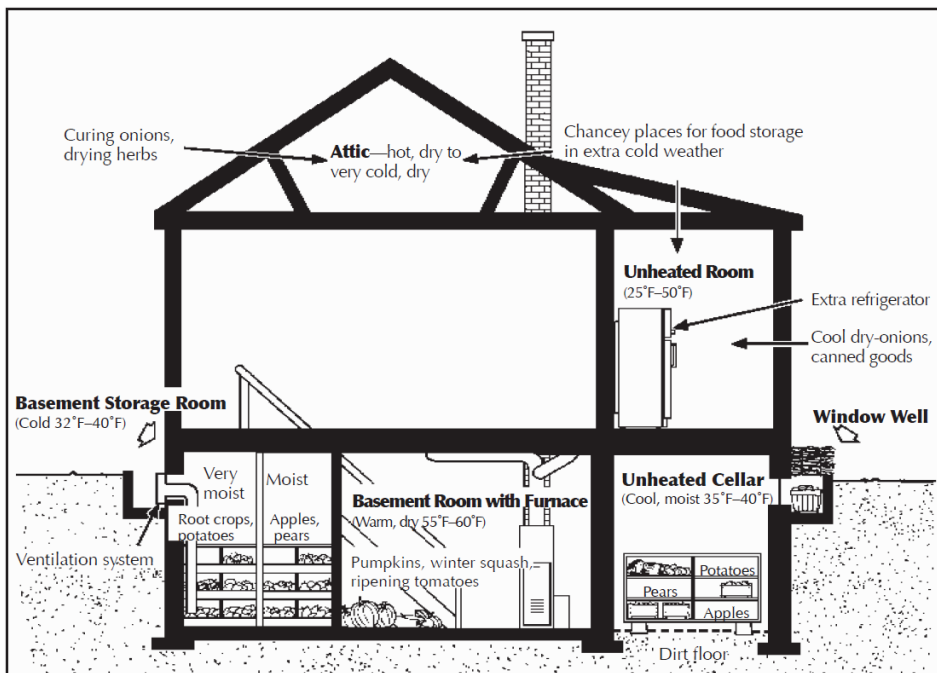 Curing onions,
drying herbs
Attic—hot, dry to
very cold, dry
Chancey places for food storage
in extra cold weather
Unheated Room
(25˚F–50˚F)
Extra refrigerator
Cool dry-onions,
canned goods
Basement Storage Room
(Cold 32˚F–40˚F)
Window Well
Very
moist
Moist
Root crops,
potatoes
Apples,
pears
Ventilation system
Basement Room with Furnace
(Warm, dry 55˚F–60˚F)
Pumpkins, winter squash,
ripening tomatoes
Unheated Cellar
(Cool, moist 35˚F–40˚F)
Potatoes
Pears
Apples
Dirt floor